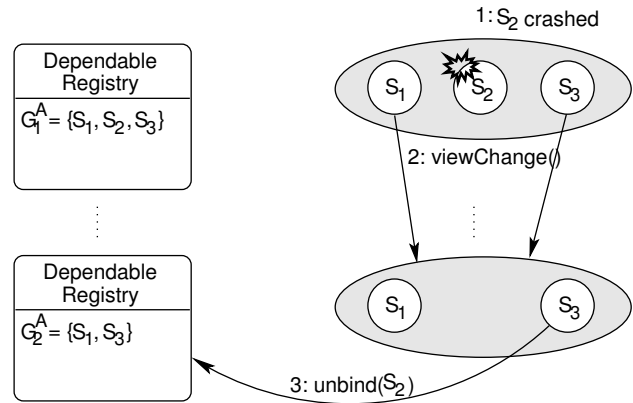 1: S₂ crashed
Dependable
Registry
G₁ᴬ = {S₁, S₂, S₃}
S₁
S₂
S₃
2: viewChange()
Dependable
Registry
G₂ᴬ = {S₁, S₃}
S₁
S₃
3: unbind(S₂)